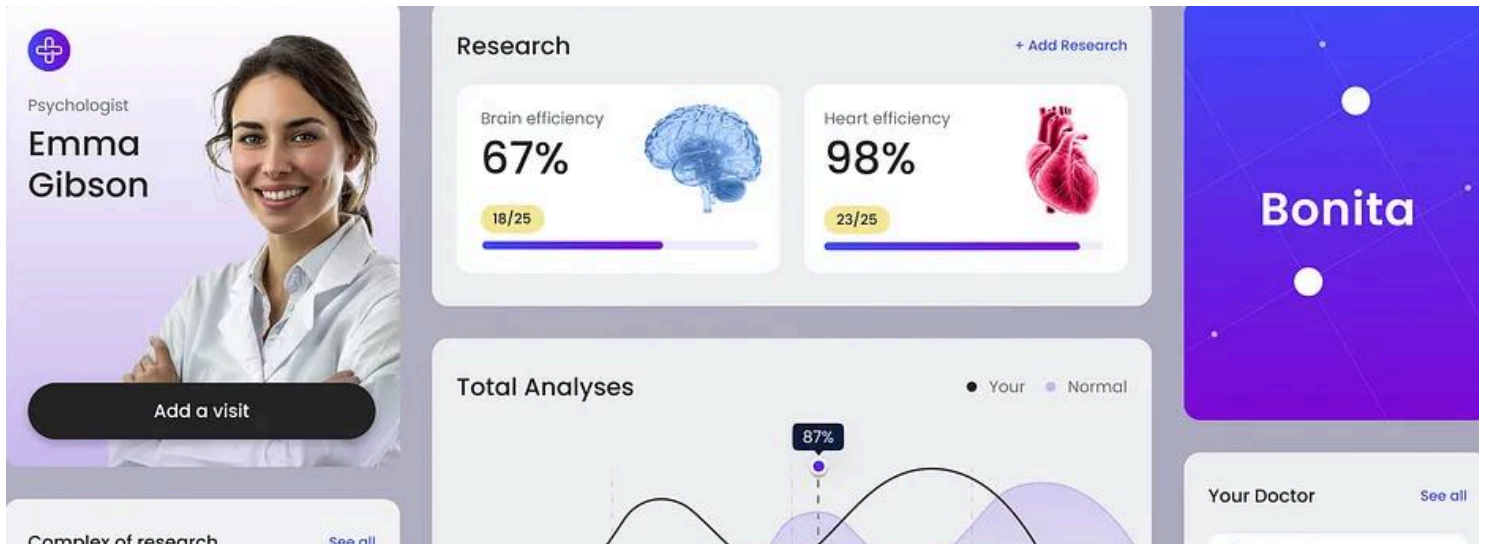 Psychologist
Emma
Gibson
Add a visit
Complex of research
See all
Research
+ Add Research
Brain efficiency
67%
18/25
Heart efficiency
98%
23/25
Total Analyses
Your
Normal
87%
Bonita
Your Doctor
See all